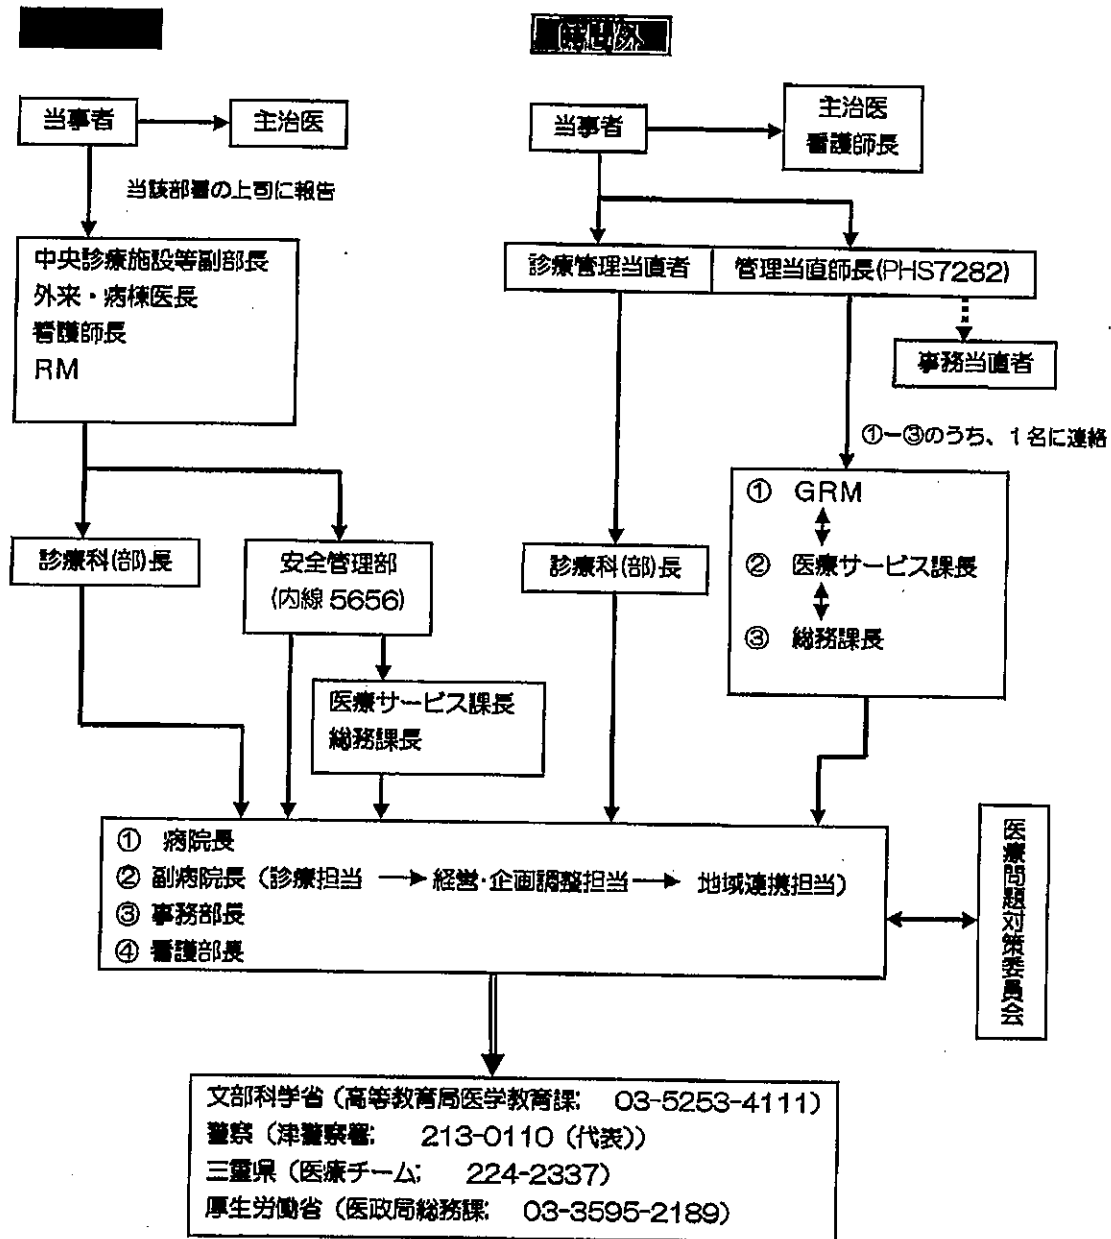 時間外
当事者
主治医
当該部署の上司に報告
中央診療施設等副部長
外来・病棟医長
看護師長
RM
診療科(部)長
安全管理部
(内線 5656)
医療サービス課長
総務課長
当事者
主治医
看護師長
診療管理当直者
管理当直師長(PHS7282)
事務当直者
①ー③のうち、1名に連絡
① GRM
② 医療サービス課長
③ 総務課長
診療科(部)長
① 病院長
② 副病院長（診療担当 → 経営・企画調整担当 → 地域連携担当）
③ 事務部長
④ 看護部長
医療問題対策委員会
文部科学省（高等教育局医学教育課; 03-5253-4111）
警察（津警察署; 213-0110（代表））
三重県（医療チーム; 224-2337）
厚生労働省（医政局総務課; 03-3595-2189）